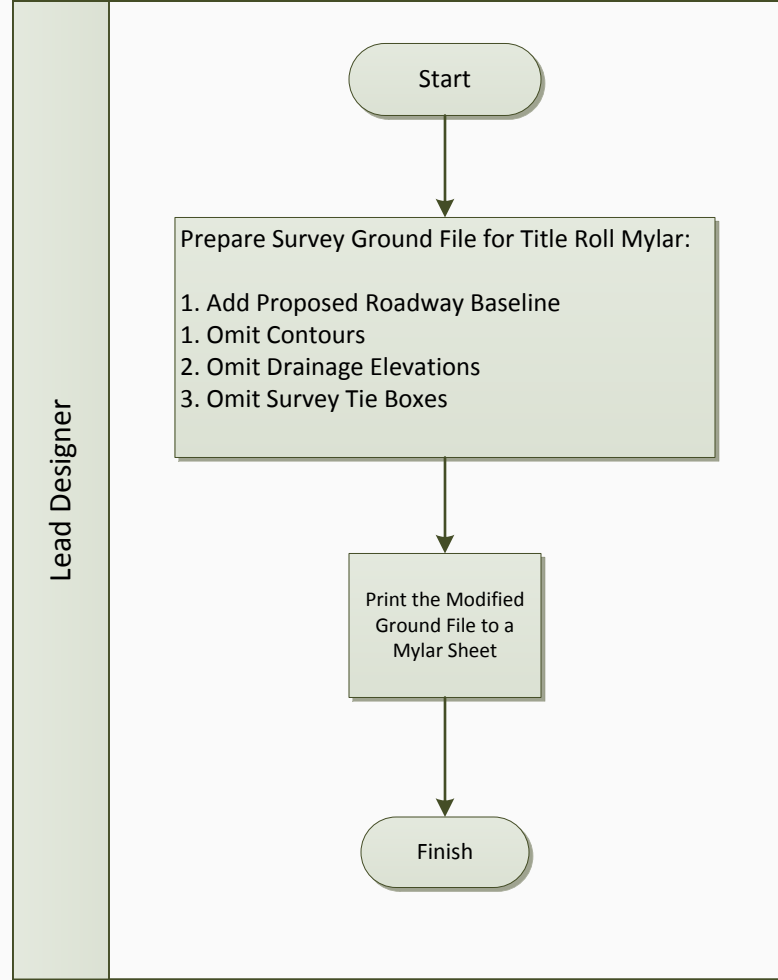 Lead Designer
Start
Prepare Survey Ground File for Title Roll Mylar:
1. Add Proposed Roadway Baseline
1. Omit Contours
2. Omit Drainage Elevations
3. Omit Survey Tie Boxes
Print the Modified
Ground File to a
Mylar Sheet
Finish